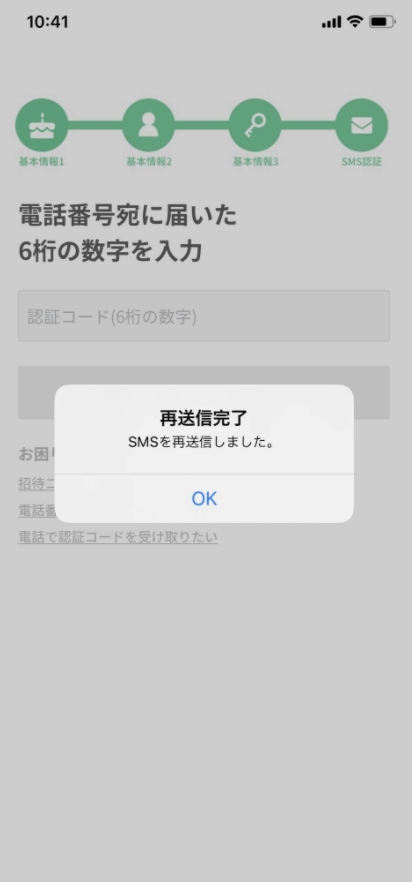 10:41
基本情報1
基本情報2
基本情報3
SMS認証
電話番号宛に届いた
6桁の数字を入力
認証コード(6桁の数字)
再送信完了
SMSを再送信しました。
OK
お困り
招待コ
電話番
電話で認証コードを受け取りたい